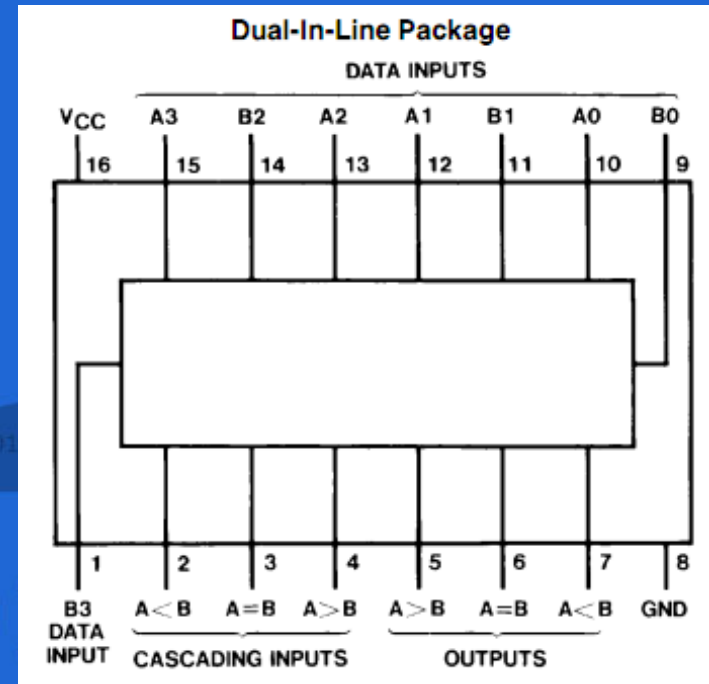 Dual-In-Line Package
DATA INPUTS
VCC A3 B2 A2 A1 B1 A0 B0
16 15 14 13 12 11 10 9
1 2 3 4 5 6 7 8
B3 A<B A=B A>B A>B A=B A<B GND
DATA
INPUT CASCADING INPUTS OUTPUTS